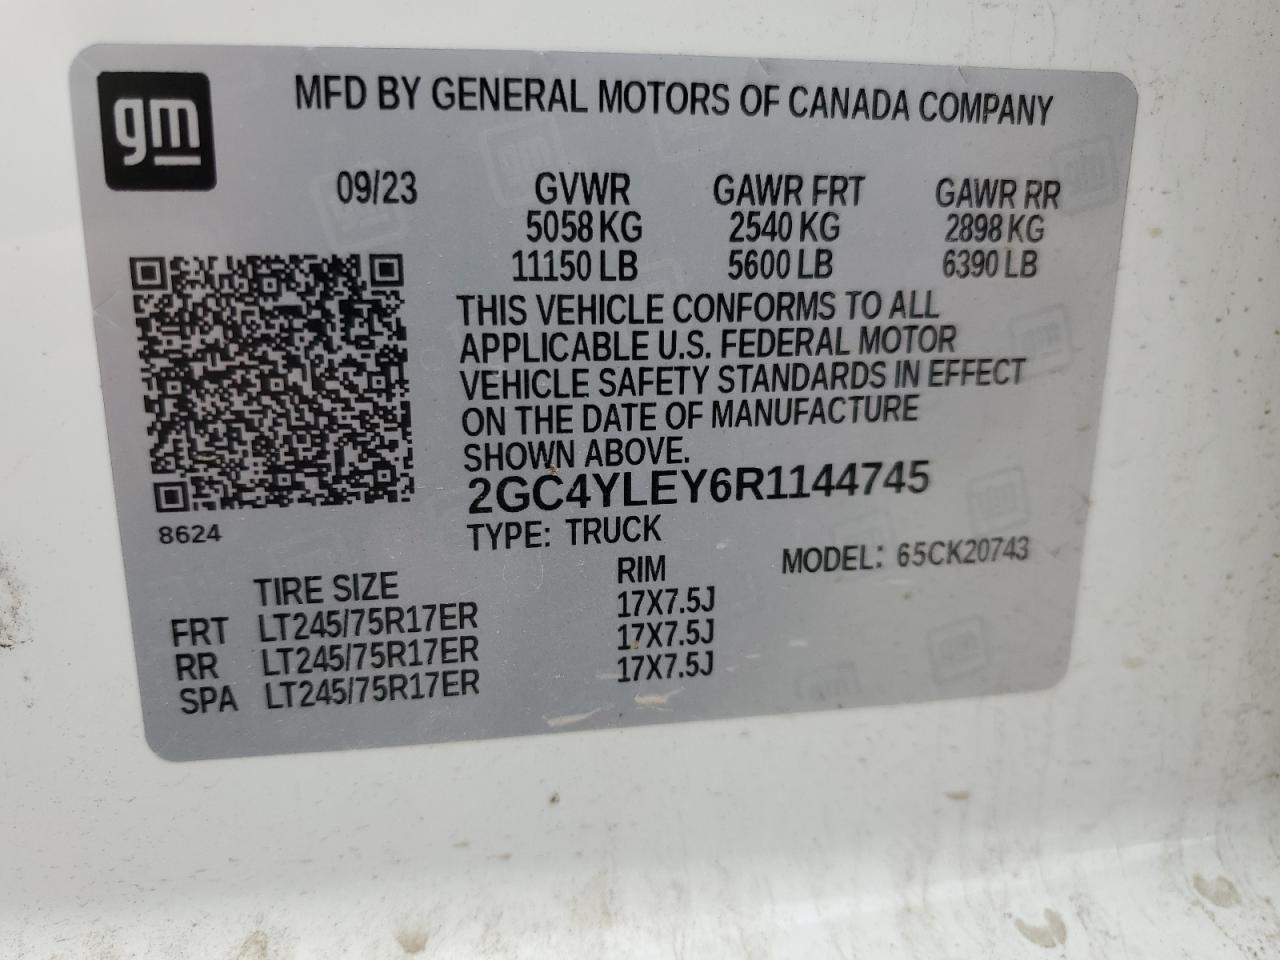 gm
MFD BY GENERAL MOTORS OF CANADA COMPANY
09/23 GVWR GAWR FRT GAWR RR
5058 KG 2540 KG 2898 KG
11150 LB 5600 LB 6390 LB
THIS VEHICLE CONFORMS TO ALL
APPLICABLE U.S. FEDERAL MOTOR
VEHICLE SAFETY STANDARDS IN EFFECT
ON THE DATE OF MANUFACTURE
SHOWN ABOVE.
2GC4YLEY6R1144745
8624
TYPE: TRUCK
MODEL: 65CK20743
TIRE SIZE RIM
FRT LT245/75R17ER 17X7.5J
RR LT245/75R17ER 17X7.5J
SPA LT245/75R17ER 17X7.5J